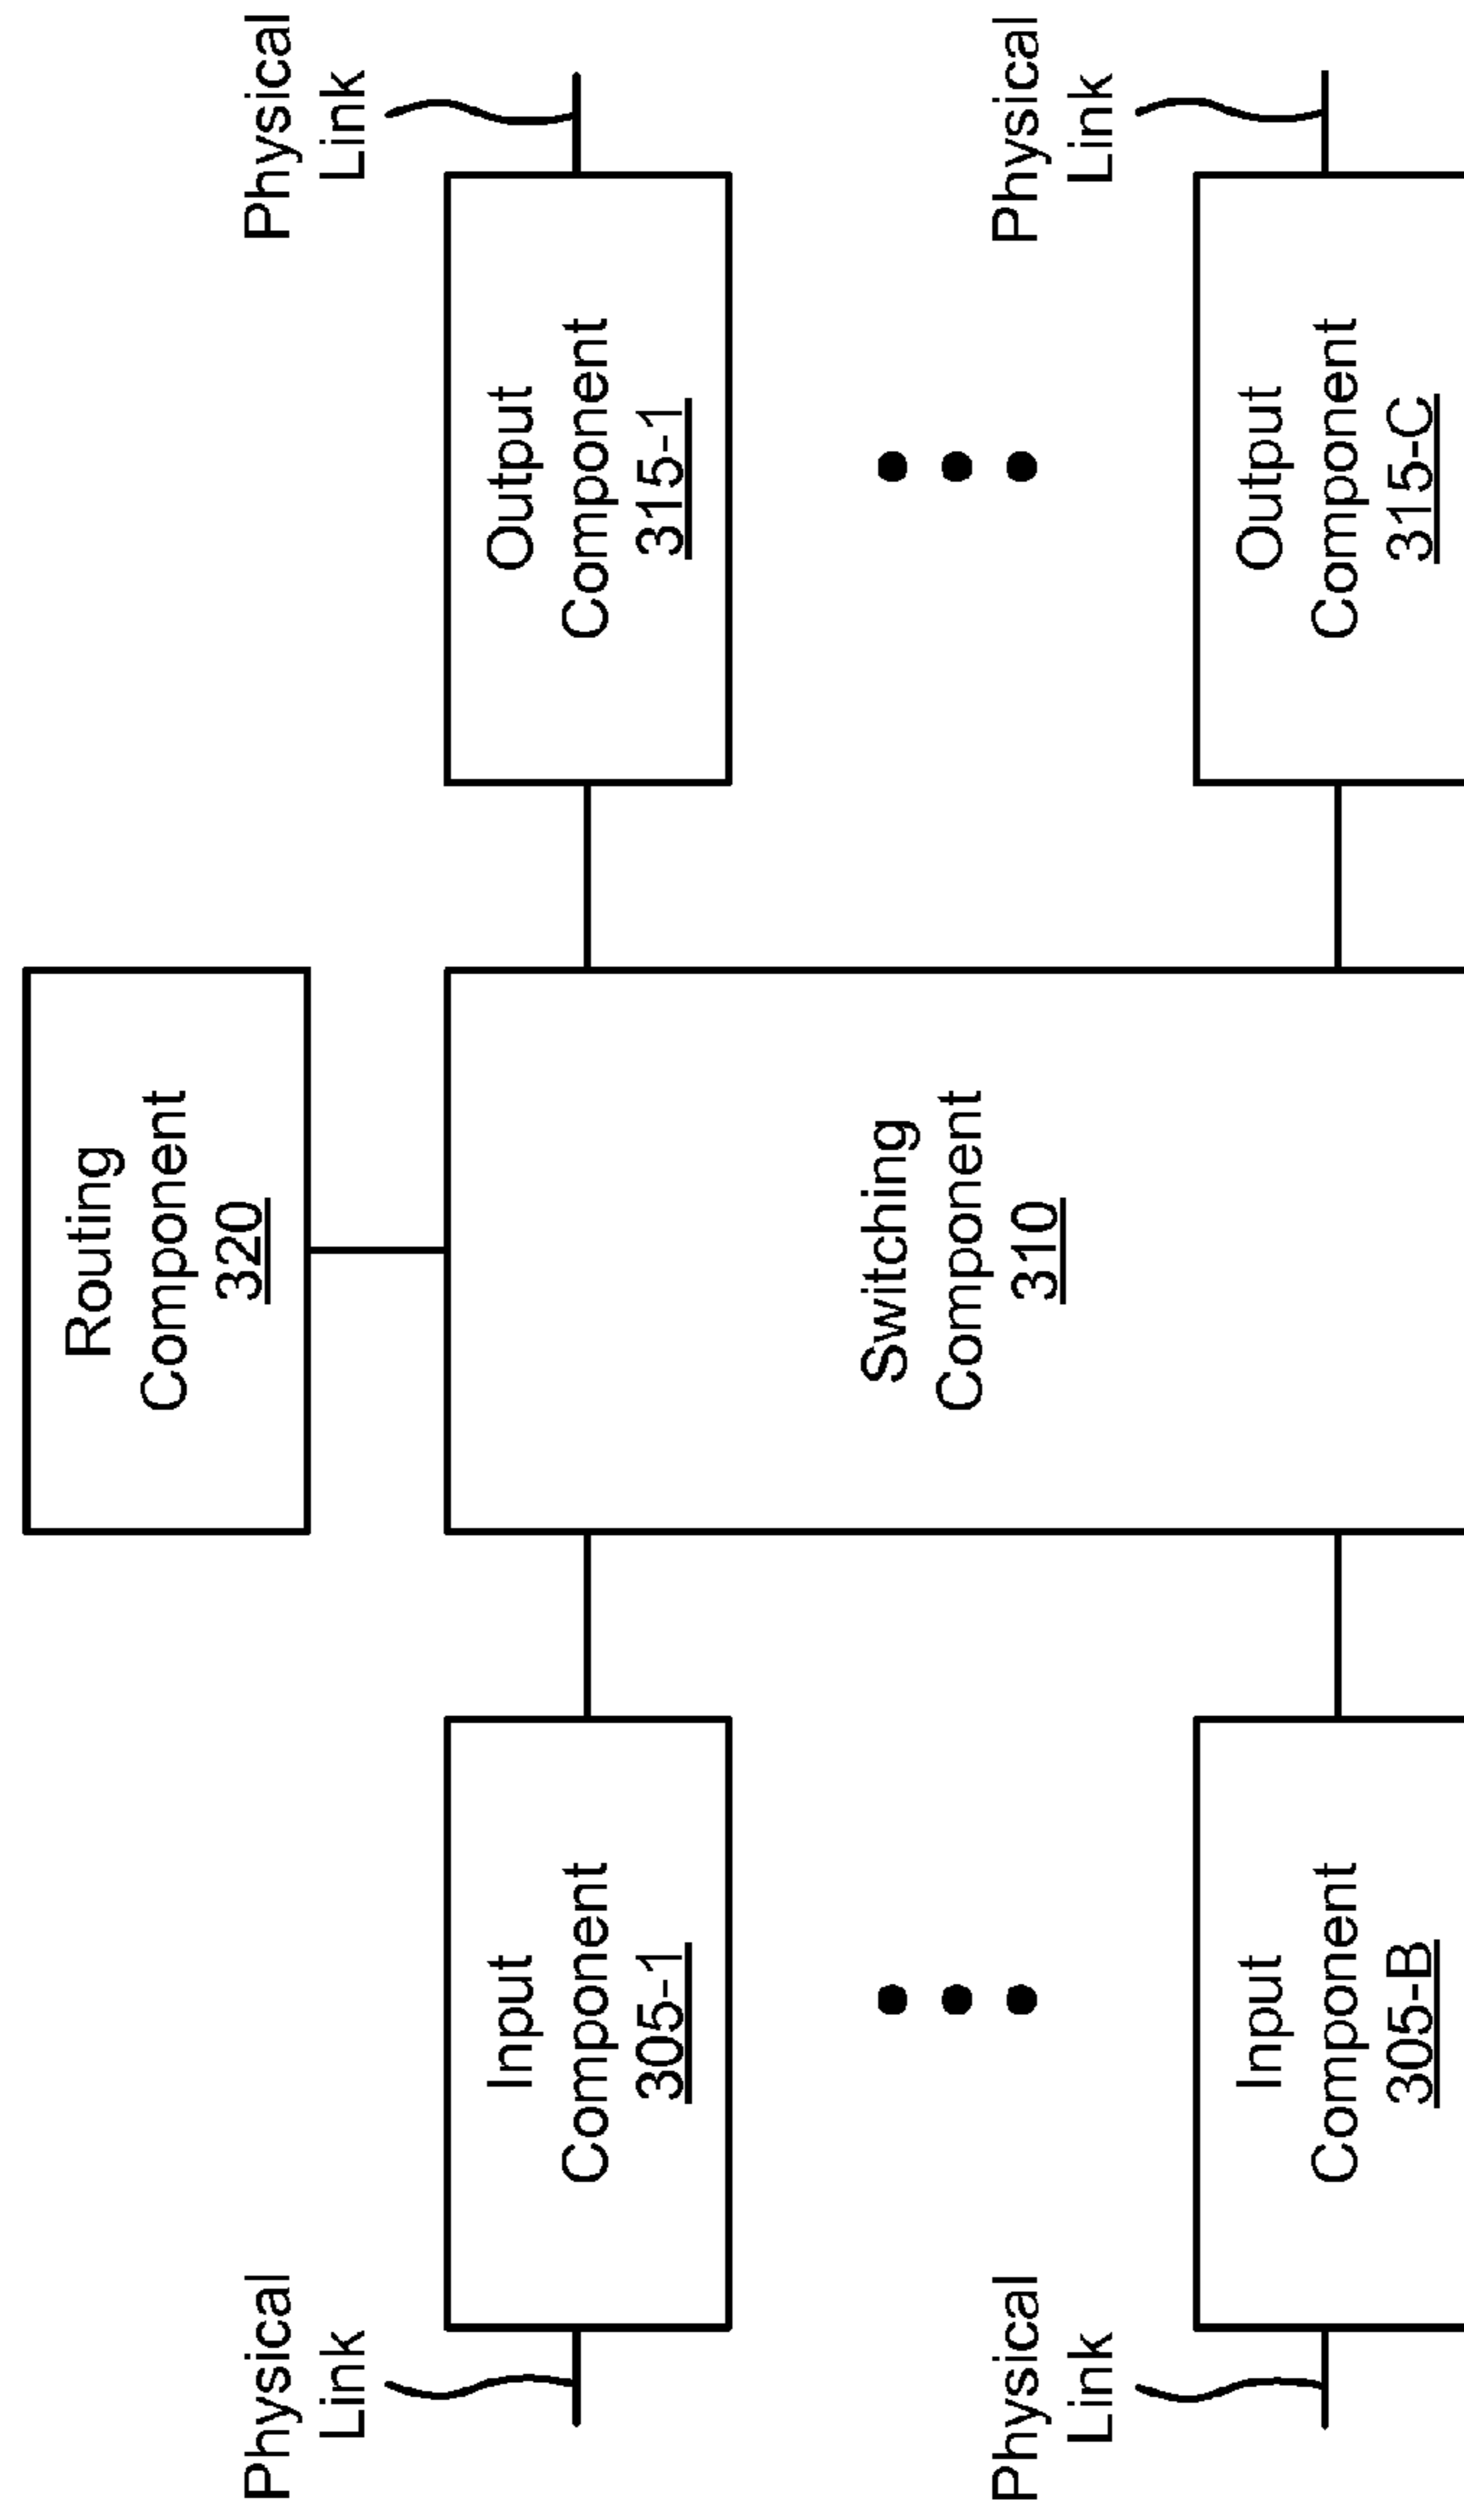 Routing
Component
320
Physical
Link
Input
Component
305-1
Switching
Component
310
Output
Component
315-1
Physical
Link
Physical
Link
Input
Component
305-B
Output
Component
315-C
Physical
Link